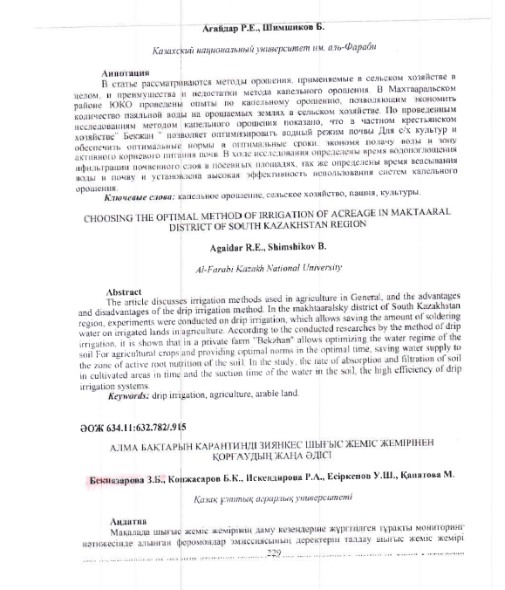 Агайдар Р.Е., Шимшиков Б.
Казахский национальный университет им. аль-Фараби
Аннотация
В статье рассматриваются методы орошения, применяемые в сельском хозяйстве в
целом, и преимущества и недостатки метода капельного орошения. В Махтааральском
районе ЮКО проведены опыты по капельному орошению, позволяющим экономить
количество паяльной воды на орошаемых землях в сельском хозяйстве. По проведенным
исследованиям методом капельного орошения показано, что в частном крестьянском
хозяйстве" Бекжан " позволяет оптимизировать водный режим почвы Для с/х культур и
обеспечить оптимальные нормы в оптимальные сроки, экономя подачу воды в зону
активного корневого питания почв. В ходе исследования определены время водопоглощения
инфильтрации почвенного слоя в посевных площадях, так же определены время всасывания
воды в почву и установлена высокая эффективность использования систем капельного
орошения.
Ключевые слова: капельное орошение, сельское хозяйство, пашня, культуры.
CHOOSING THE OPTIMAL METHOD OF IRRIGATION OF ACREAGE IN MAKTAARAL
DISTRICT OF SOUTH KAZAKHSTAN REGION
Agaidar R.E., Shimshikov B.
Al-Farabi Kazakh National University
Abstract
The article discusses irrigation methods used in agriculture in General, and the advantages
and disadvantages of the drip irrigation method. In the makhtaaralsky district of South Kazakhstan
region, experiments were conducted on drip irrigation, which allows saving the amount of soldering
water on irrigated lands in agriculture. According to the conducted researches by the method of drip
irrigation, it is shown that in a private farm "Bekzhan" allows optimizing the water regime of the
soil For agricultural crops and providing optimal norms in the optimal time, saving water supply to
the zone of active root nutrition of the soil. In the study, the rate of absorption and filtration of soil
in cultivated areas in time and the suction time of the water in the soil, the high efficiency of drip
irrigation systems.
Keywords: drip irrigation, agriculture, arable land.
ӘОЖ 634.11:632.782/.915
АЛМА БАҚТАРЫН КАРАНТИНДІ ЗИЯНКЕС ШЫҒЫС ЖЕМІС ЖЕМІРІНЕН
ҚОРҒАУДЫҢ ЖАҢА ӘДІСІ
Бекназарова З.Б., Копжасаров Б.К., Искендирова Р.А., Есіркепов У.Ш., Қанатова М.
Қазақ ұлттық аграрлық университеті
Андатпа
Мақалада шығыс жеміс жемірінің даму кезеңдеріне жүргізілген тұрақты мониторинг
нәтижесінде алынған феромондар эмиссиясының деректерін талдау шығыс жеміс жемірі
229